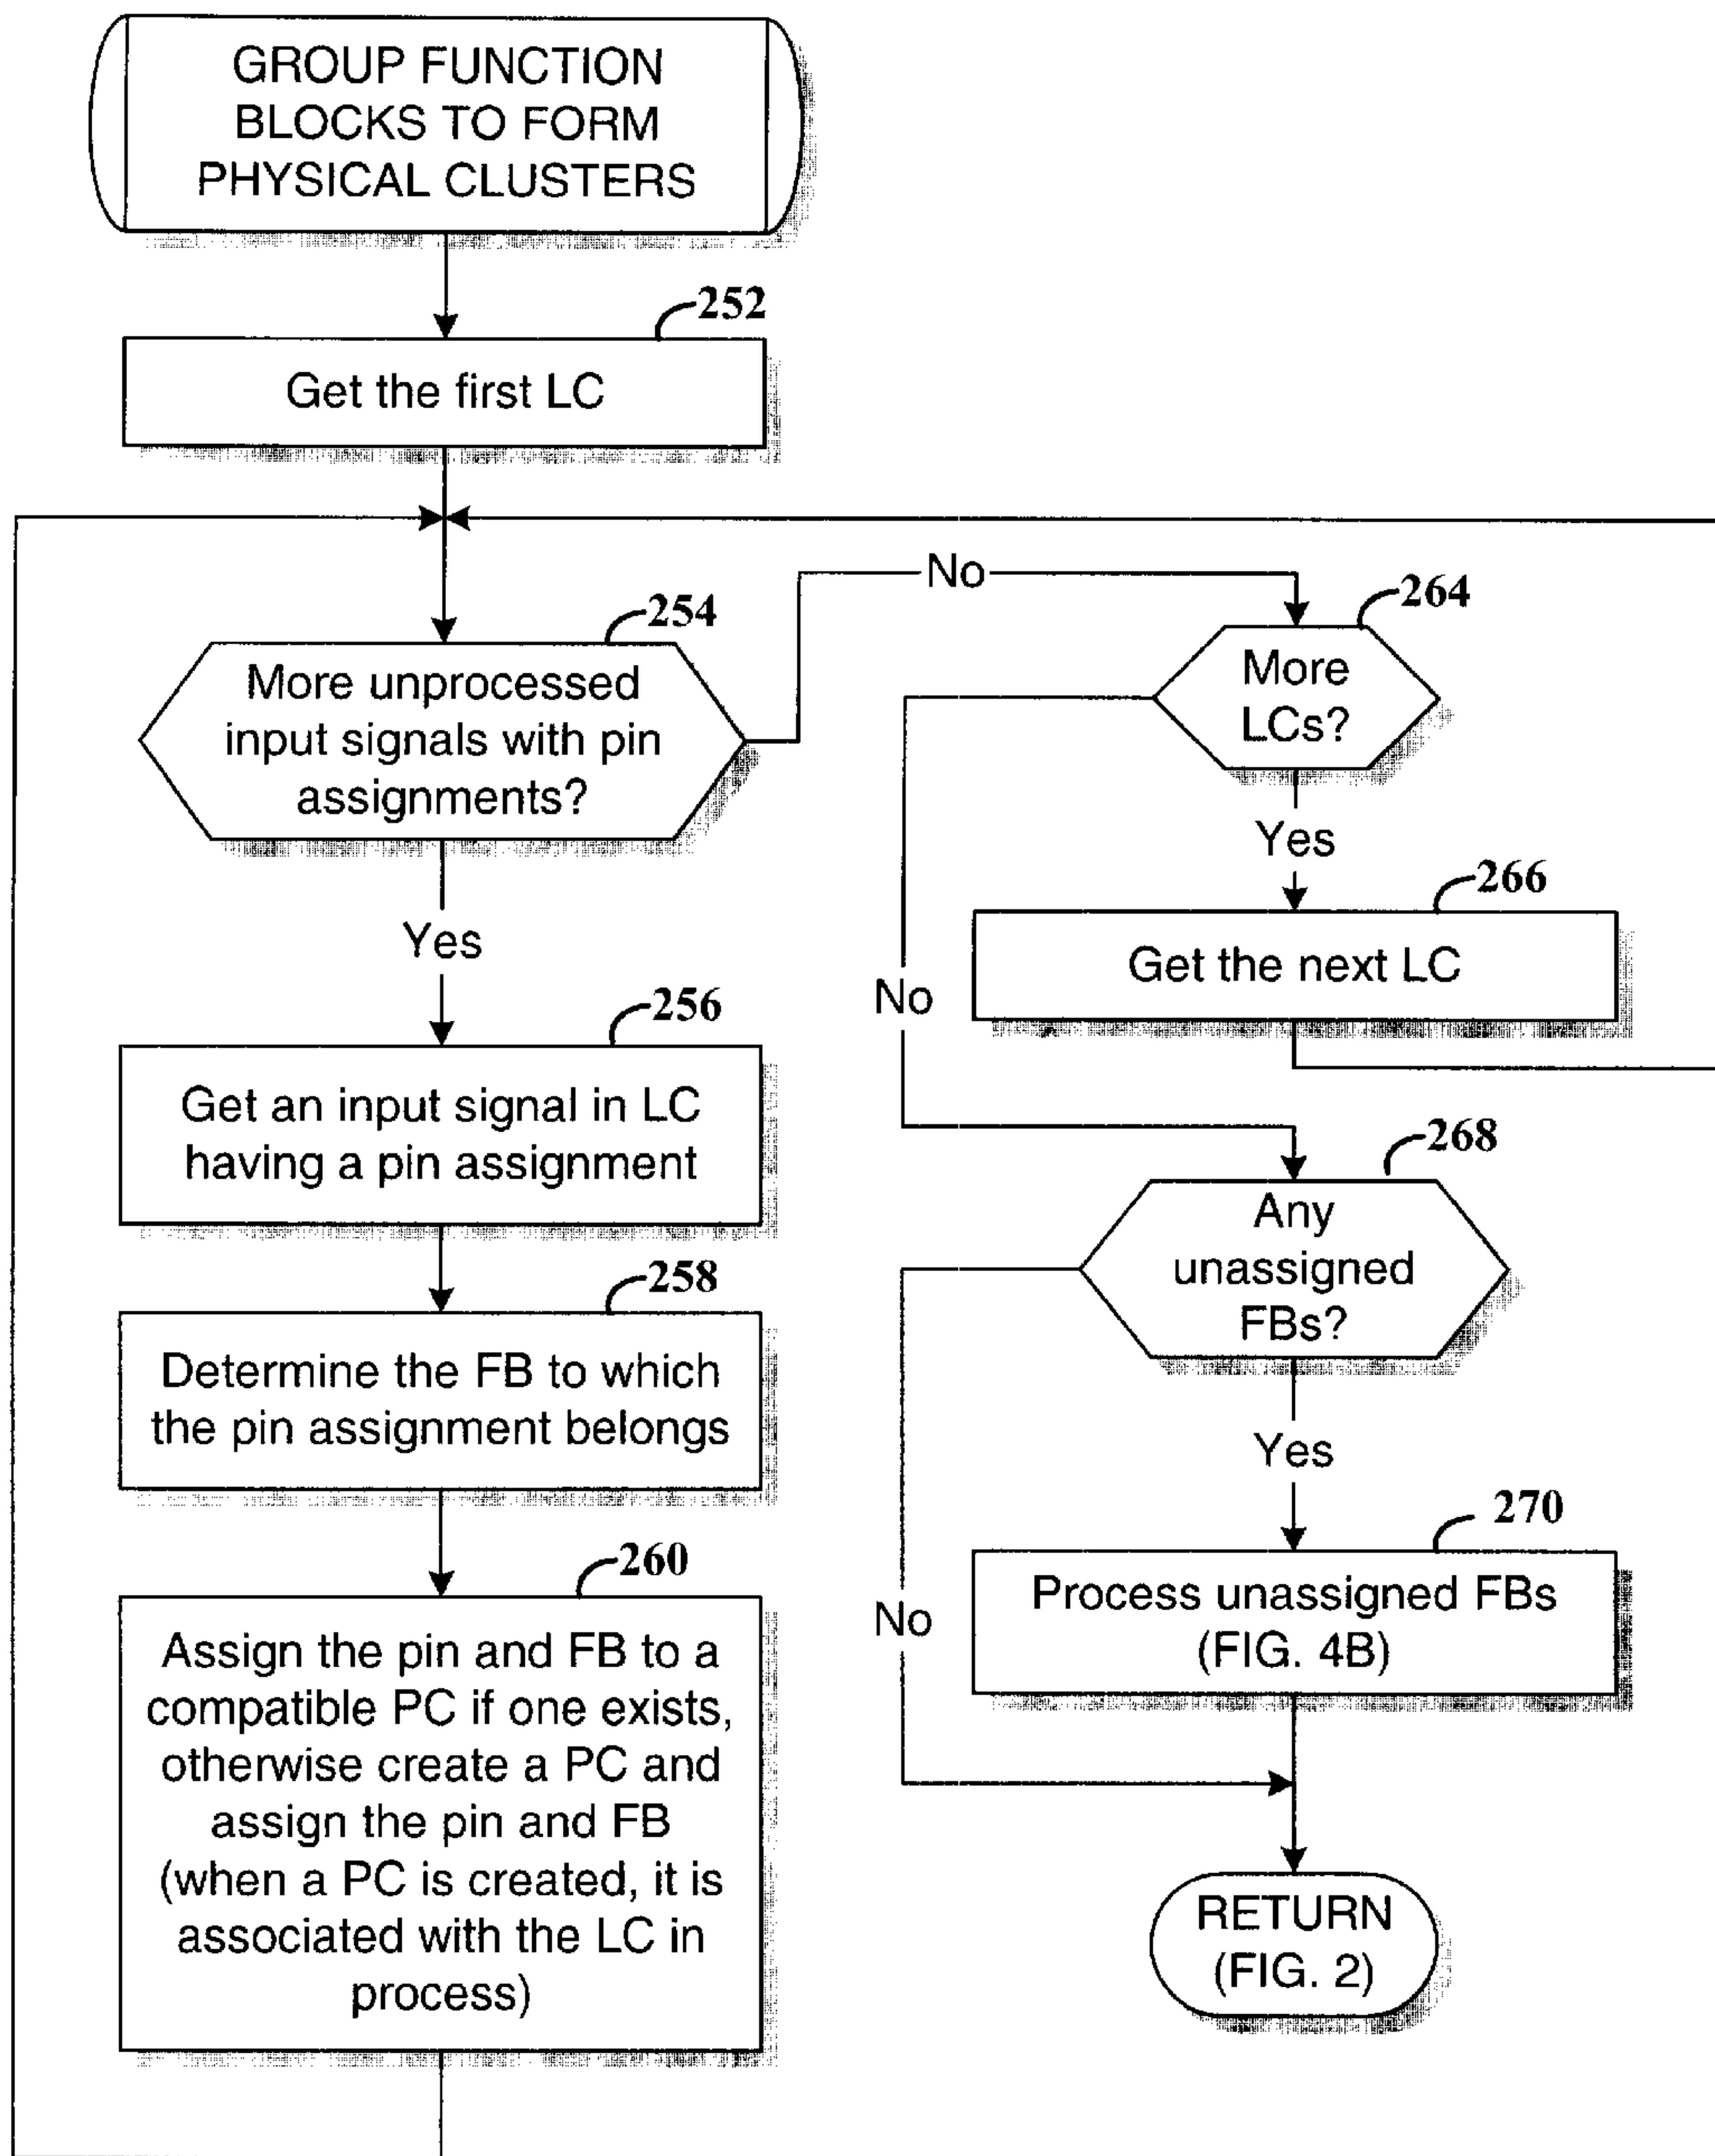 GROUP FUNCTION
BLOCKS TO FORM
PHYSICAL CLUSTERS
252
Get the first LC
254
More unprocessed
input signals with pin
assignments?
Yes
256
Get an input signal in LC
having a pin assignment
258
Determine the FB to which
the pin assignment belongs
260
Assign the pin and FB to a
compatible PC if one exists,
otherwise create a PC and
assign the pin and FB
(when a PC is created, it is
associated with the LC in
process)
No
264
More
LCs?
Yes
266
Get the next LC
No
268
Any
unassigned
FBs?
Yes
270
Process unassigned FBs
(FIG. 4B)
No
RETURN
(FIG. 2)